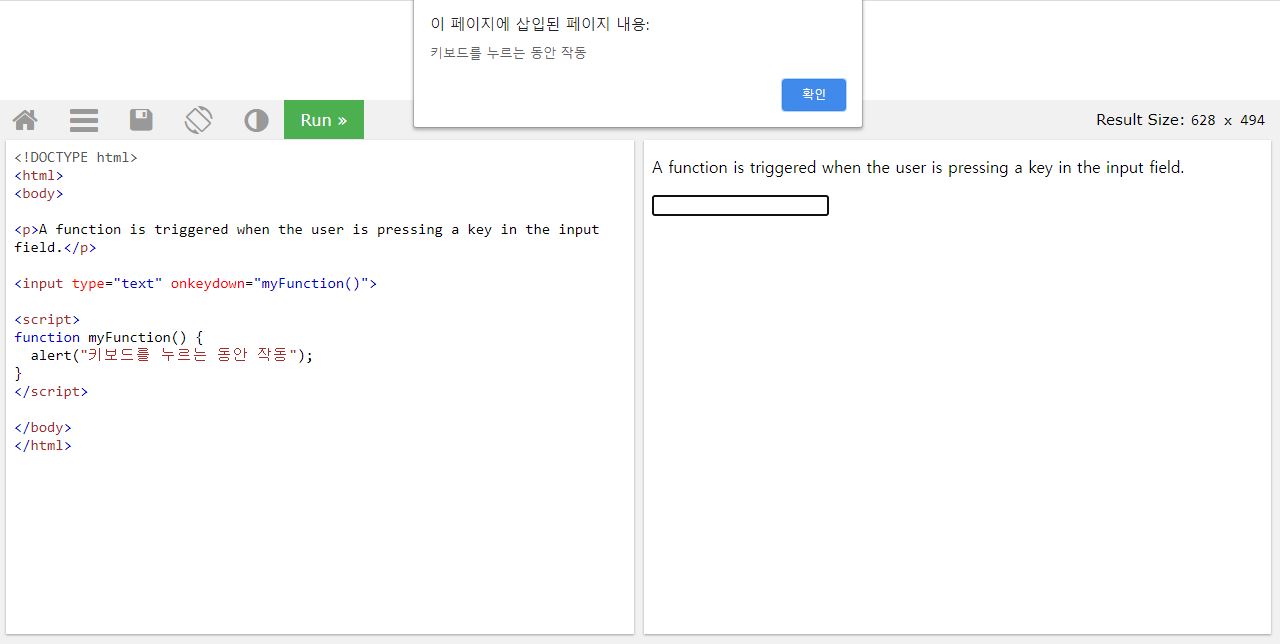 이 페이지에 삽입된 페이지 내용:
키보드를 누르는 동안 작동
확인
Run »
Result Size: 628 x 494
<!DOCTYPE html>
<html>
<body>
<p>A function is triggered when the user is pressing a key in the input
field.</p>
<input type="text" onkeydown="myFunction()">
<script>
function myFunction() {
  alert("키보드를 누르는 동안 작동");
}
</script>
</body>
</html>
A function is triggered when the user is pressing a key in the input field.